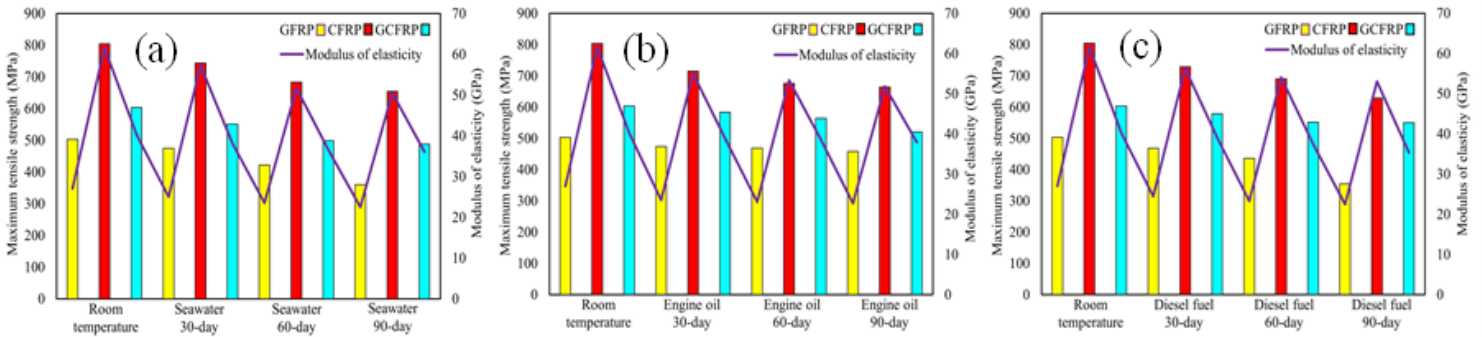 (a)
GFRP CFRP GCFRP
Modulus of elasticity
Maximum tensile strength (MPa)
900
800
700
600
500
400
300
200
100
0
Modulus of elasticity (GPa)
70
60
50
40
30
20
10
0
Room temperature
Seawater 30-day
Seawater 60-day
Seawater 90-day
(b)
GFRP CFRP GCFRP
Modulus of elasticity
Maximum tensile strength (MPa)
900
800
700
600
500
400
300
200
100
0
Modulus of elasticity (GPa)
70
60
50
40
30
20
10
0
Room temperature
Engine oil 30-day
Engine oil 60-day
Engine oil 90-day
(c)
GFRP CFRP GCFRP
Modulus of elasticity
Maximum tensile strength (MPa)
900
800
700
600
500
400
300
200
100
0
Modulus of elasticiy (GPa)
70
60
50
40
30
20
10
0
Room temperature
Diesel fuel 30-day
Diesel fuel 60-day
Diesel fuel 90-day